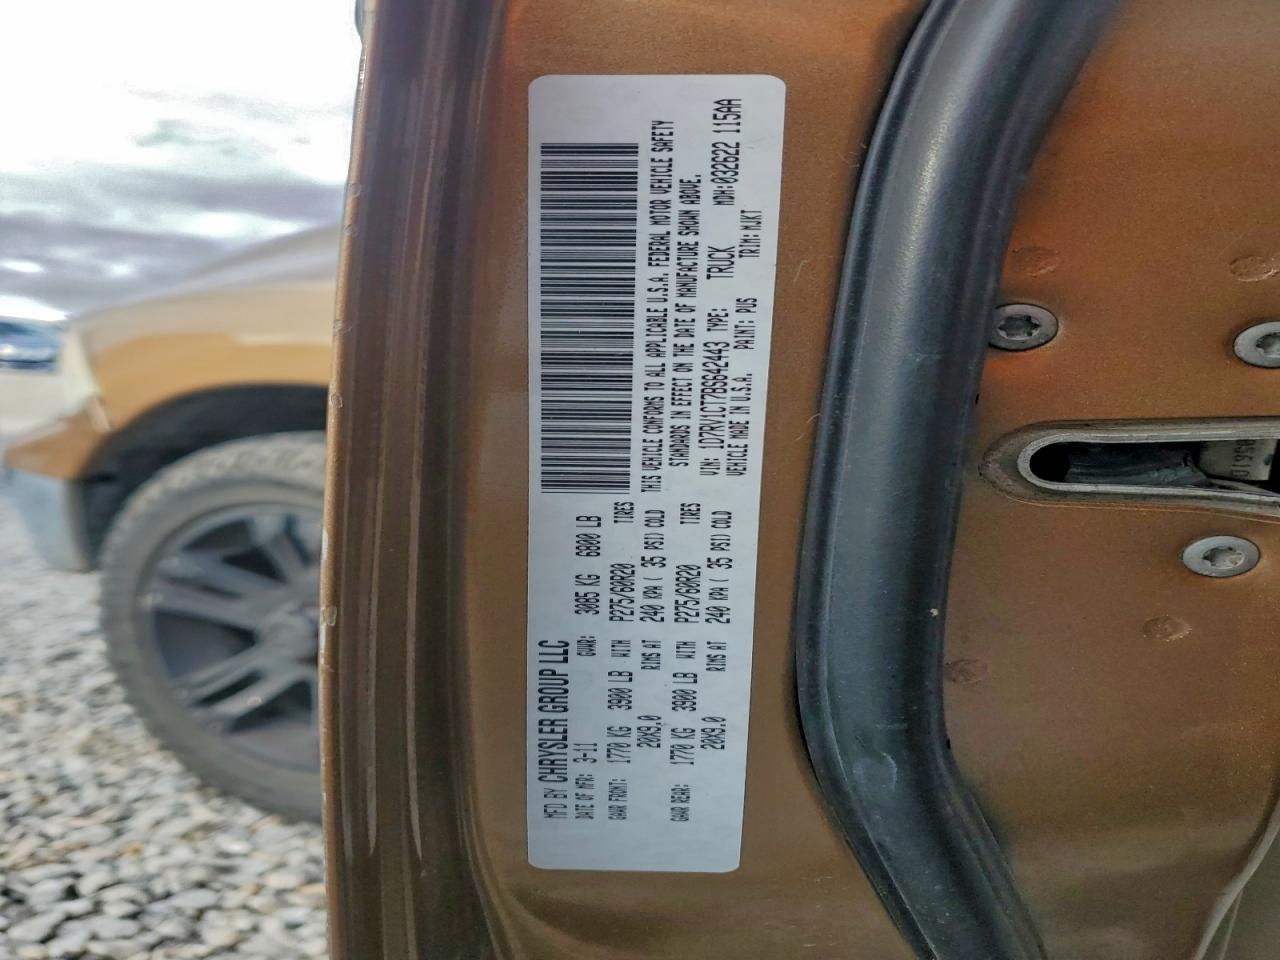 MFD BY CHRYSLER GROUP LLC
DATE OF MFR: 3-11 GVWR: 3085 KG 6800 LB
GAWR FRONT: 1770 KG 3900 LB WITH P275/60R20 TIRES
20X9.0 RIMS AT 240 KPA ( 35 PSI) COLD
GAWR REAR: 1770 KG 3900 LB WITH P275/60R20 TIRES
20X9.0 RIMS AT 240 KPA ( 35 PSI) COLD
THIS VEHICLE CONFORMS TO ALL APPLICABLE U.S.A. FEDERAL MOTOR VEHICLE SAFETY
STANDARDS IN EFFECT ON THE DATE OF MANUFACTURE SHOWN ABOVE.
VIN: 1D7RV1CT7BS642443 TYPE: TRUCK MDH:032622 115AA
VEHICLE MADE IN U.S.A. PAINT: PUS TRIM: MJKT